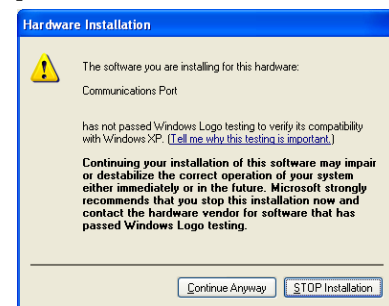 Hardware Installation
The software you are installing for this hardware:
Communications Port
has not passed Windows Logo testing to verify its compatibility
with Windows XP. (Tell me why this testing is important.)
Continuing your installation of this software may impair
or destabilize the correct operation of your system
either immediately or in the future. Microsoft strongly
recommends that you stop this installation now and
contact the hardware vendor for software that has
passed Windows Logo testing.
Continue Anyway STOP Installation